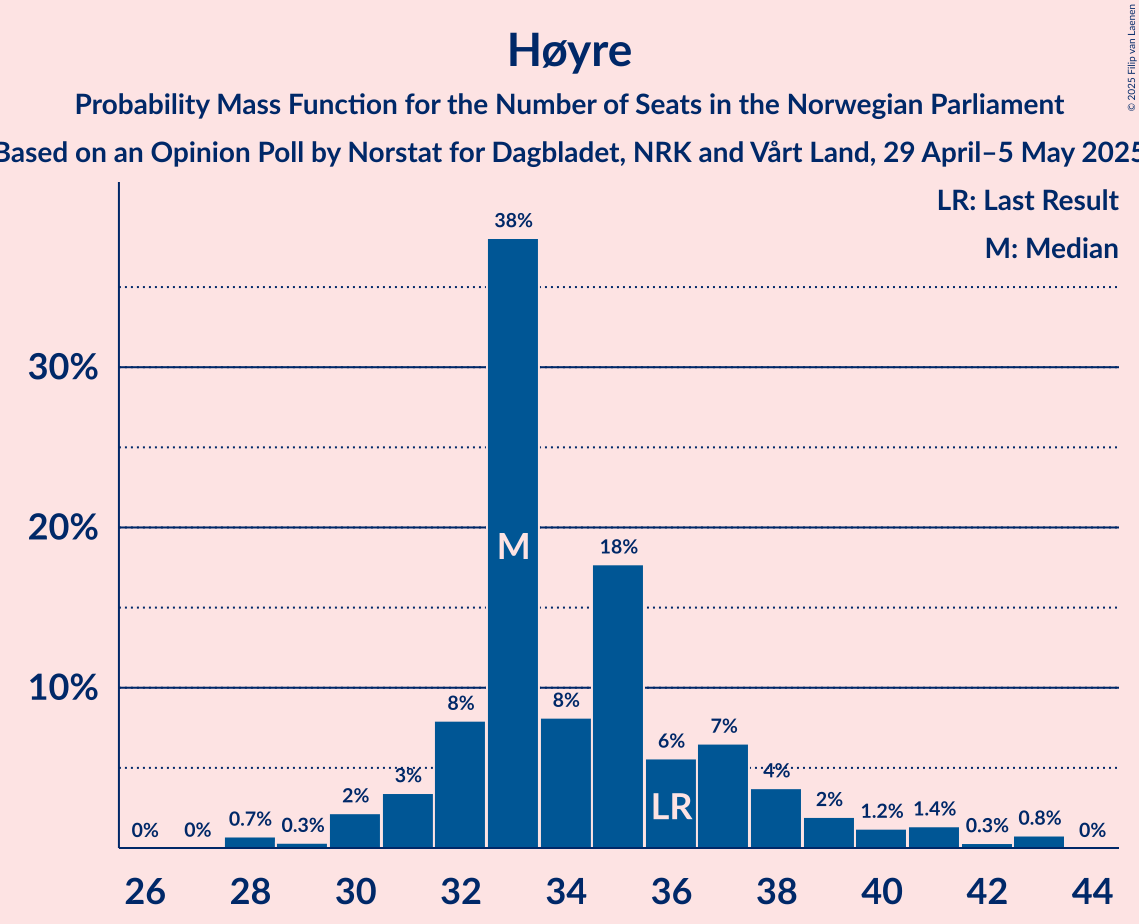 Høyre
Probability Mass Function for the Number of Seats in the Norwegian Parliament
Based on an Opinion Poll by Norstat for Dagbladet, NRK and Vårt Land, 29 April–5 May 2025
© 2025 Filip van Laenen
LR: Last Result
M: Median
38%
30%
20%
M
18%
10%
8%
8%
7%
6%
4%
3%
LR
2%
2%
1.2%
1.4%
0%
0%
0.7%
0.3%
0.3%
0.8%
0%
26 28 30 32 34 36 38 40 42 44